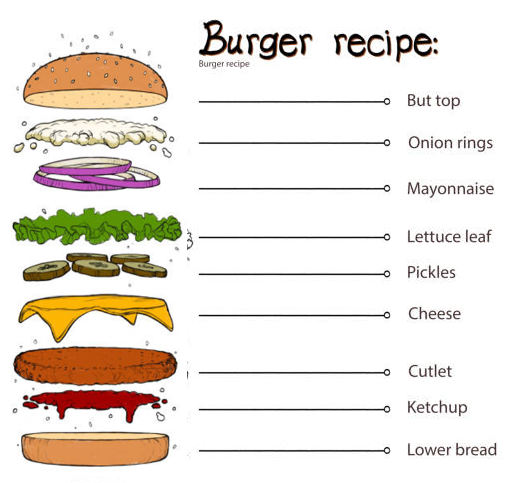 Burger recipe:
Burger recipe
But top
Onion rings
Mayonnaise
Lettuce leaf
Pickles
Cheese
Cutlet
Ketchup
Lower bread